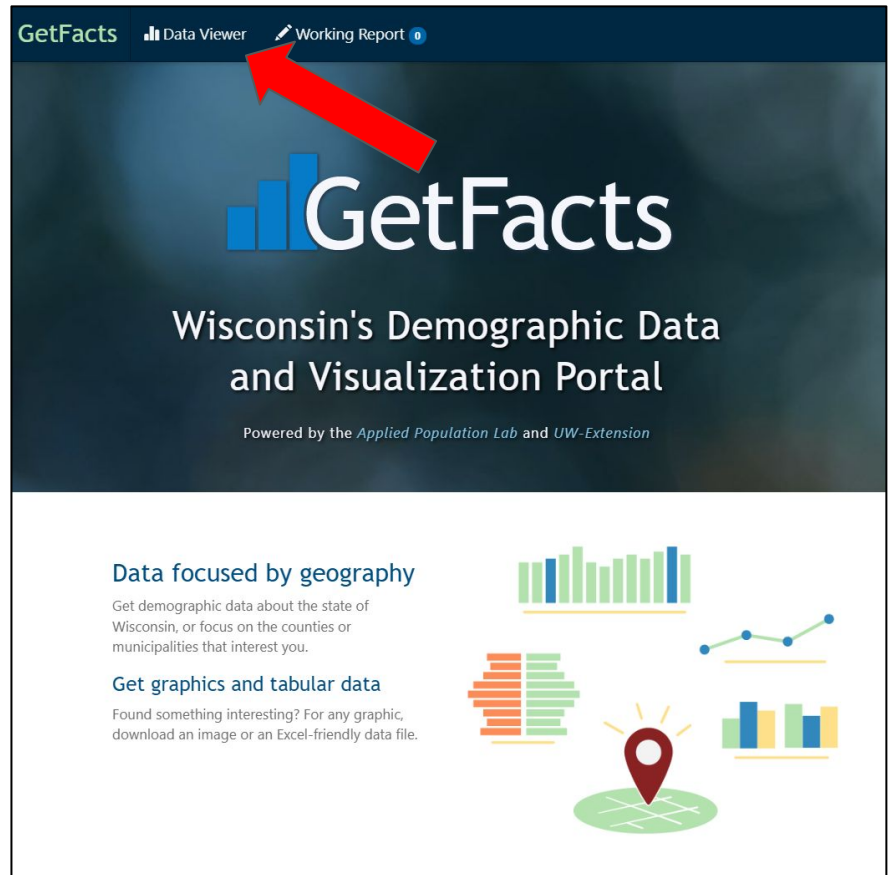 GetFacts Data Viewer Working Report 0
GetFacts
Wisconsin's Demographic Data
and Visualization Portal
Powered by the Applied Population Lab and UW-Extension
Data focused by geography
Get demographic data about the state of
Wisconsin, or focus on the counties or
municipalities that interest you.
Get graphics and tabular data
Found something interesting? For any graphic,
download an image or an Excel-friendly data file.